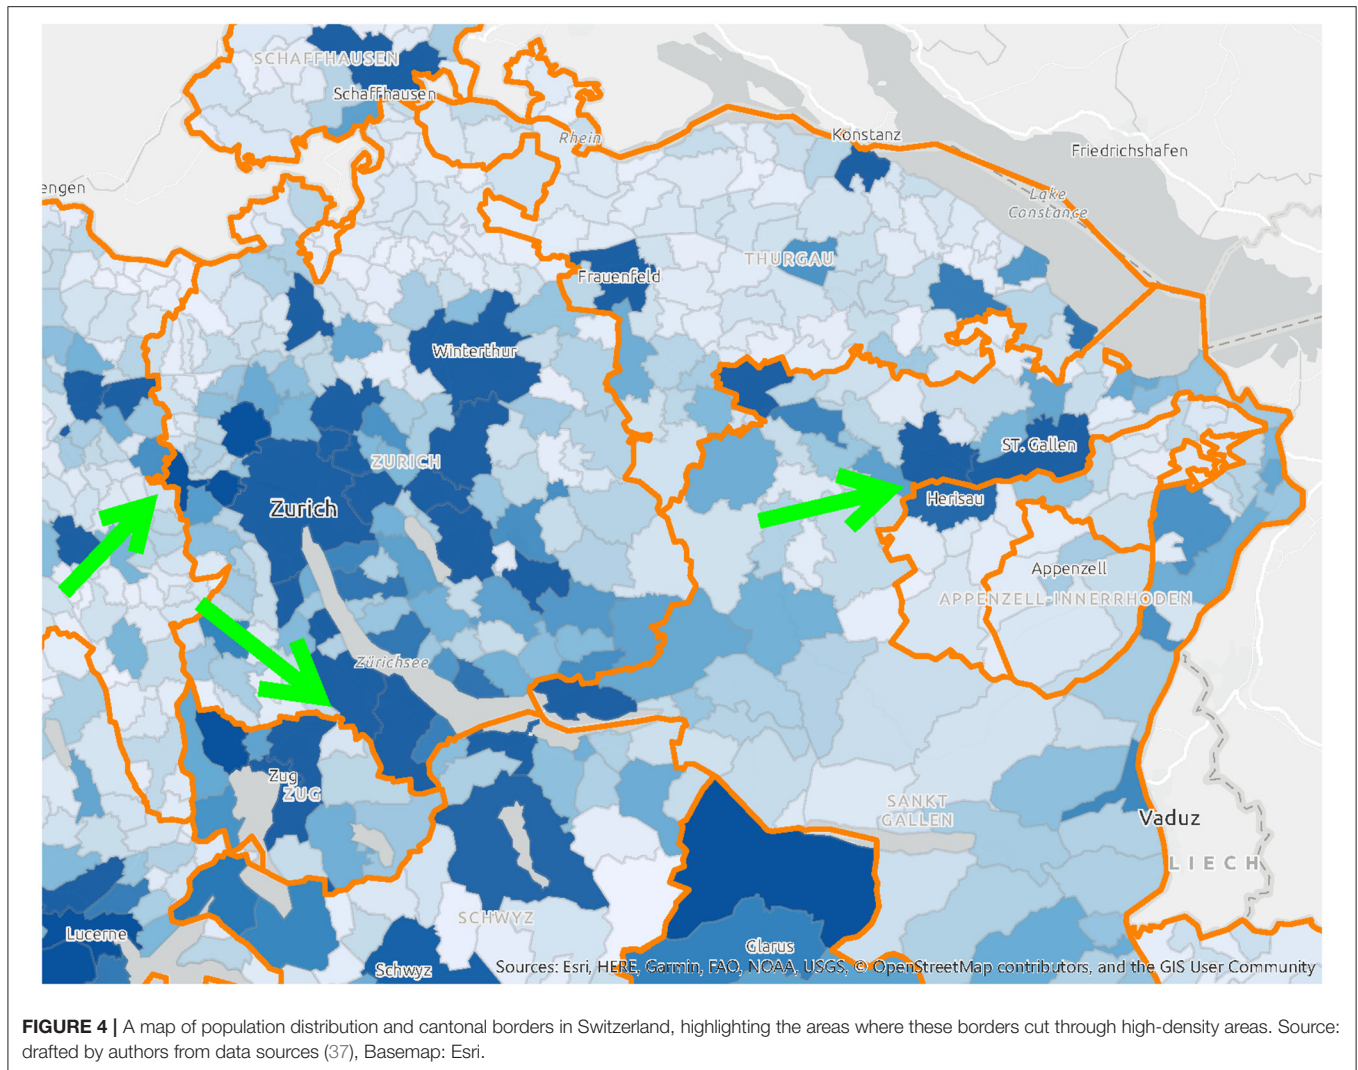 SCHAFFHAUSEN
Schaffhausen
Rhein
Konstanz
Friedrichshafen
engen
Lake
Constance
THURGAU
Frauenfeld
Winterthur
ZURICH
ST. Gallen
Zurich
Herisau
Appenzell
APPENZELL INNERRHODEN
Zürichsee
Zug
ZUG
SANKT
GALLEN
Vaduz
LIECH
SCHWYZ
Lucerne
Glarus
Schwyz
Sources: Esri, HERE, Garmin, FAO, NOAA, USGS, © OpenStreetMap contributors, and the GIS User Community
FIGURE 4 | A map of population distribution and cantonal borders in Switzerland, highlighting the areas where these borders cut through high-density areas. Source:
drafted by authors from data sources (37), Basemap: Esri.